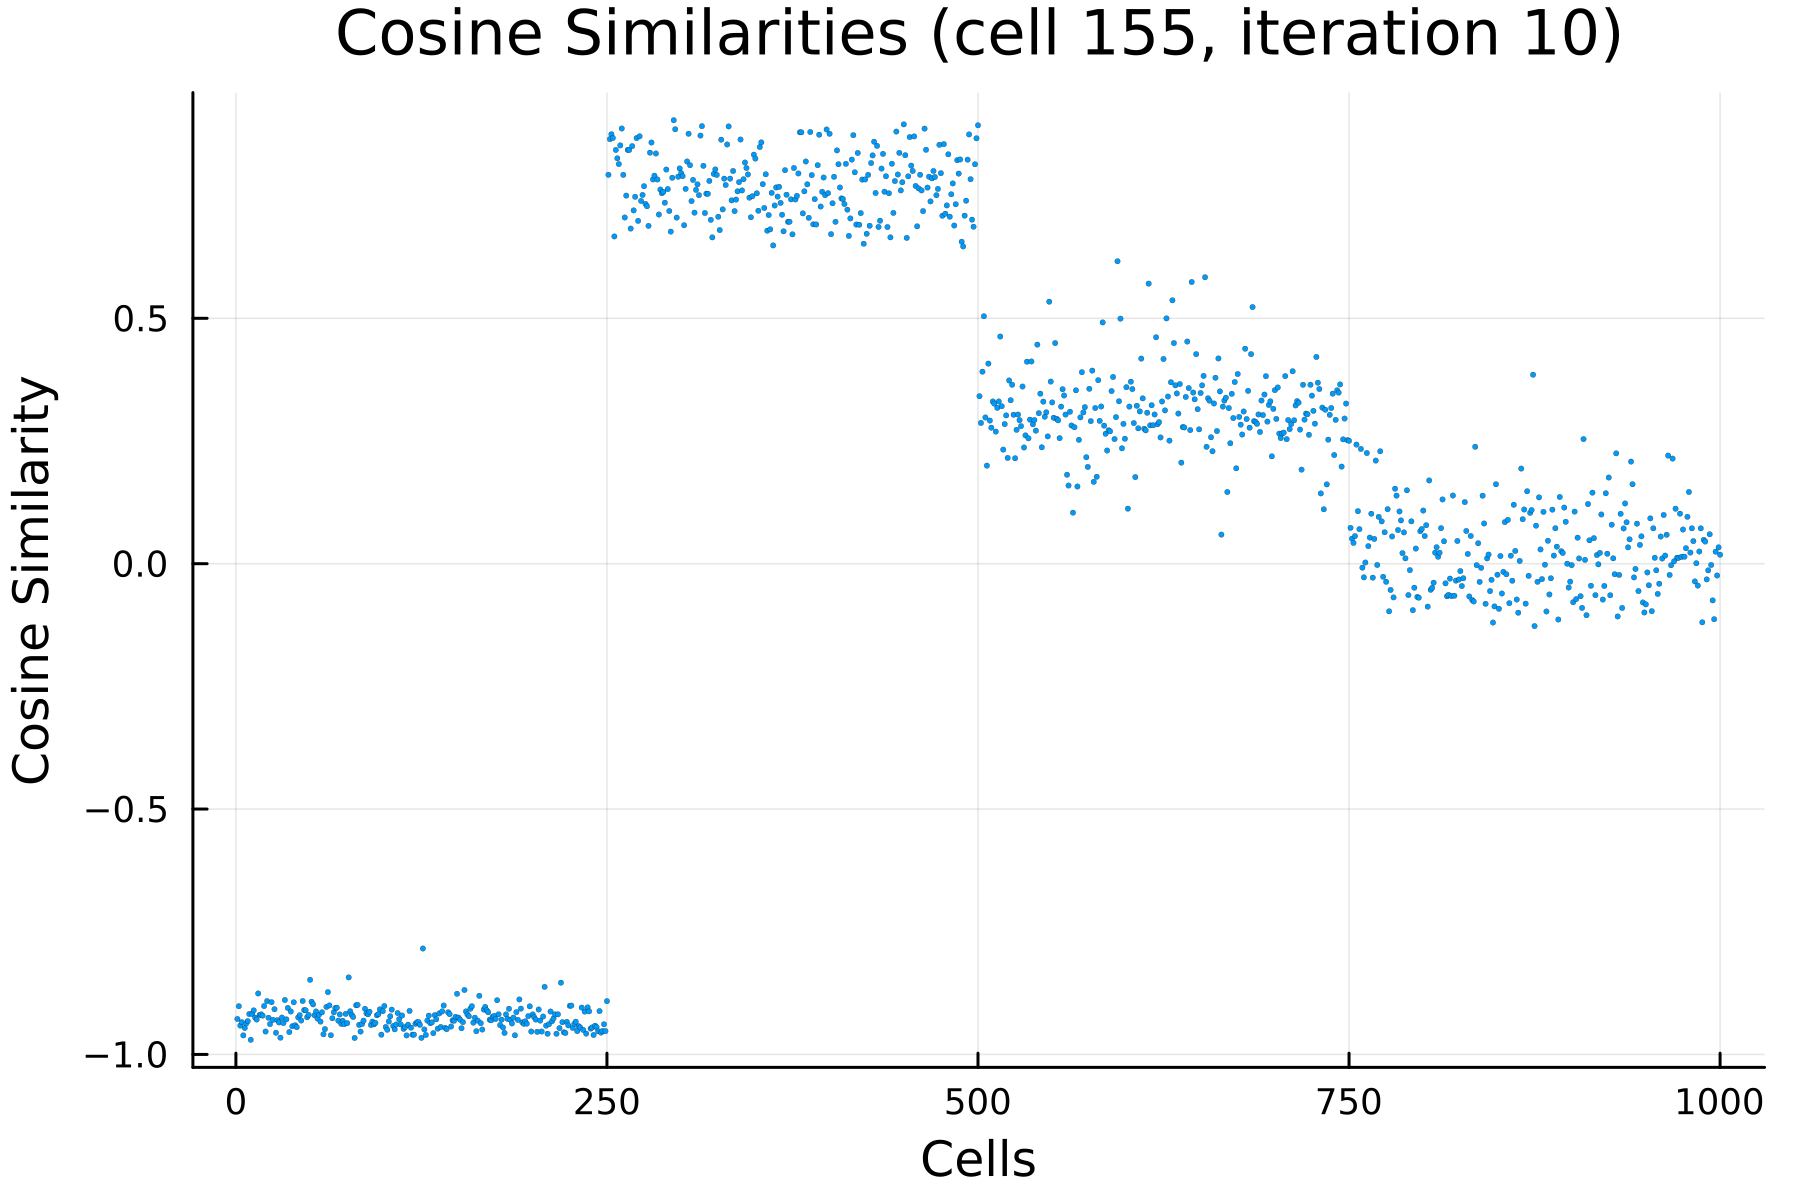 Cosine Similarities (cell 155, iteration 10)
Cosine Similarity
0.5
0.0
−0.5
−1.0
0 250 500 750 1000
Cells